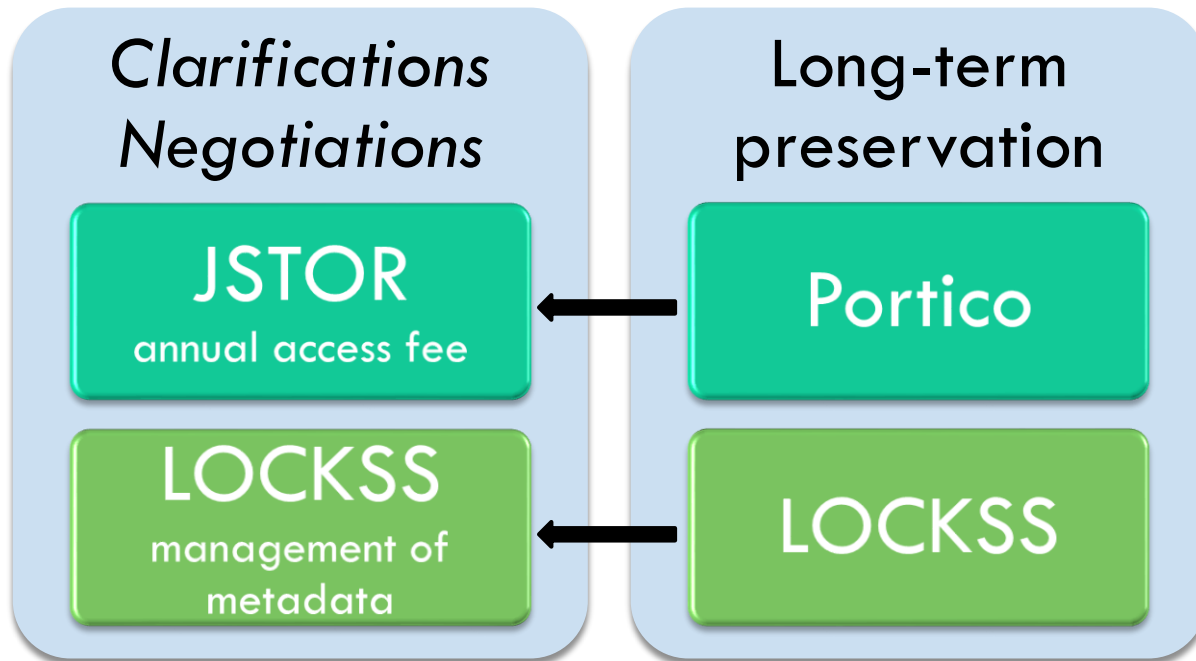 Clarifications
Negotiations
JSTOR
annual access fee
LOCKSS
management of
metadata
Long-term
preservation
Portico
LOCKSS